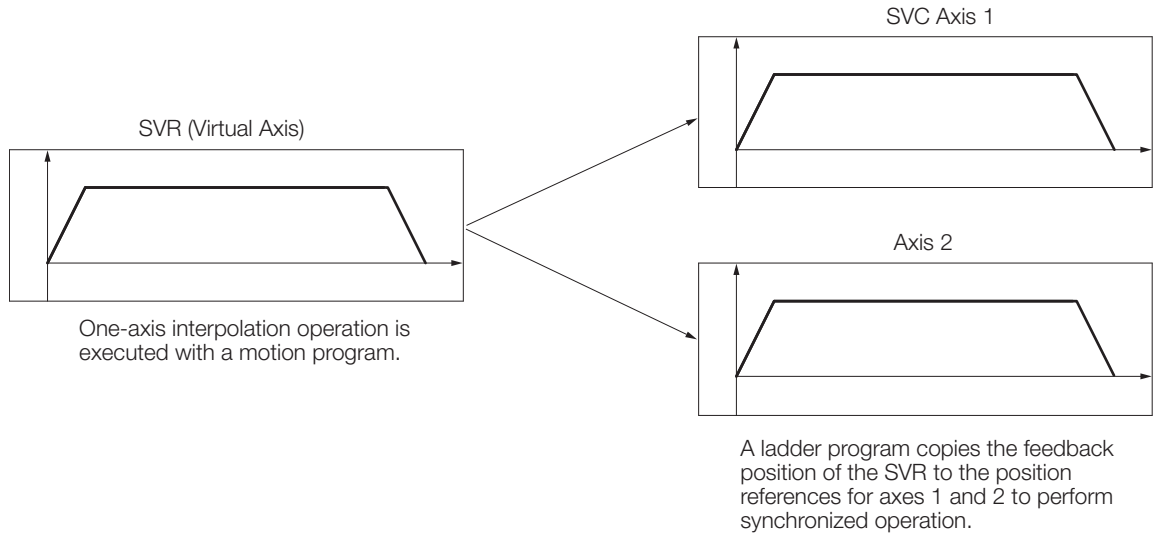 SVR (Virtual Axis)
One-axis interpolation operation is
executed with a motion program.
SVC Axis 1
Axis 2
A ladder program copies the feedback
position of the SVR to the position
references for axes 1 and 2 to perform
synchronized operation.